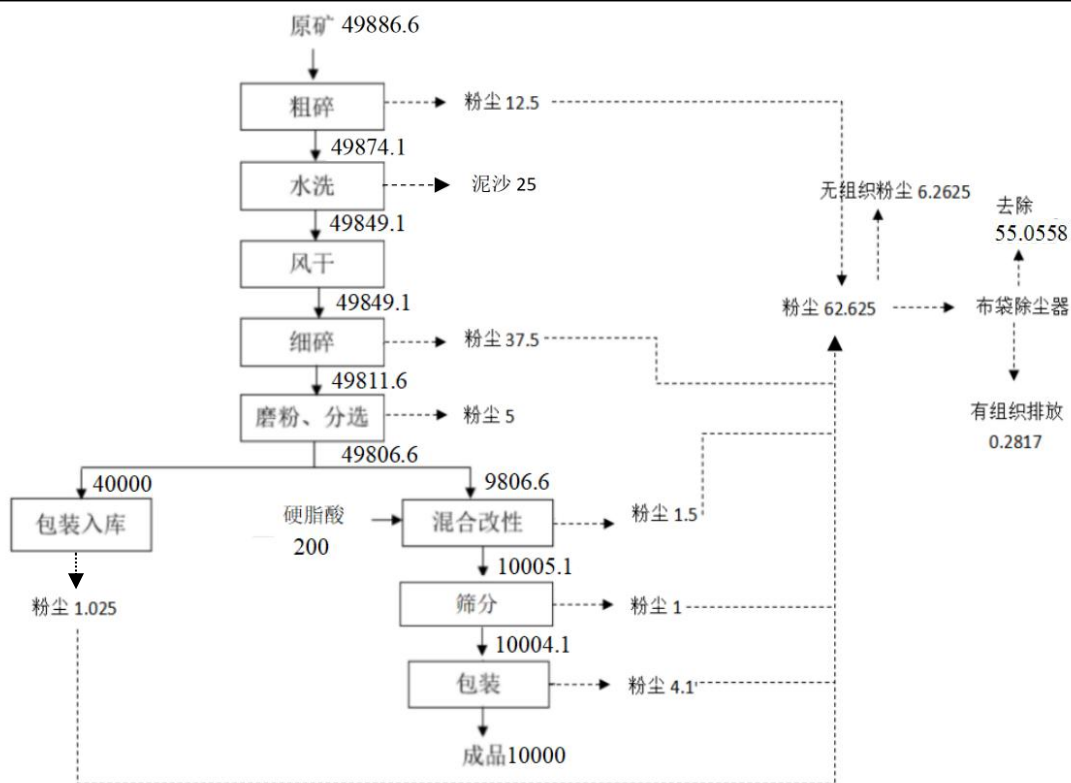 原矿 49886.6
粗碎
粉尘 12.5
49874.1
水洗
泥沙 25
49849.1
风干
49849.1
细碎
粉尘 37.5
49811.6
磨粉、分选
粉尘 5
49806.6
40000
9806.6
包装入库
硬脂酸
200
混合改性
粉尘 1.5
10005.1
粉尘 1.025
筛分
粉尘 1
10004.1
包装
粉尘 4.1
成品10000
无组织粉尘 6.2625
去除
55.0558
粉尘 62.625
布袋除尘器
有组织排放
0.2817